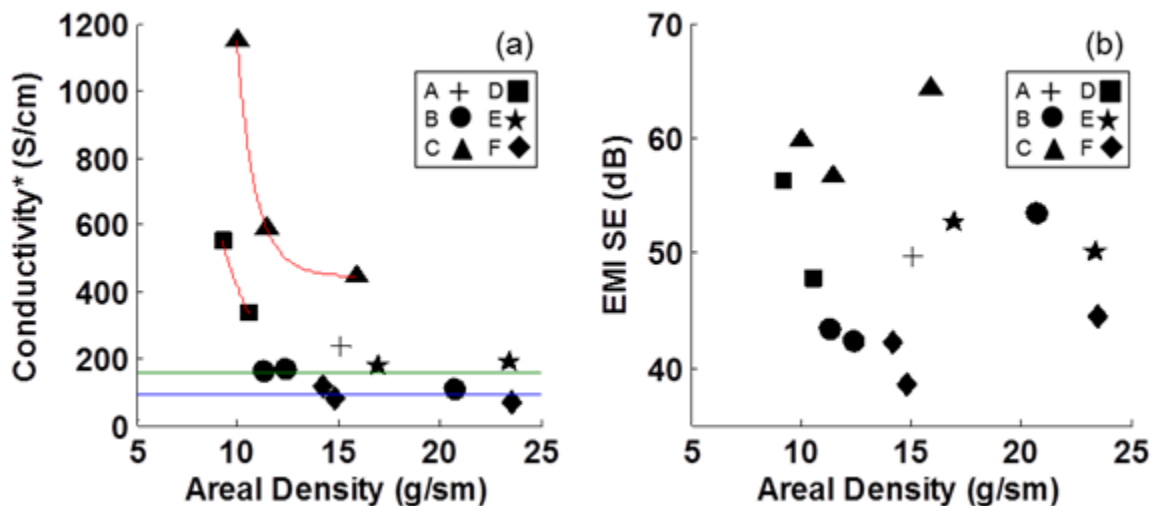 (a)
Conductivity* (S/cm)
1200
1000
800
600
400
200
0
A D
B E
C F
5 10 15 20 25
Areal Density (g/sm)
(b)
EMI SE (dB)
70
60
50
40
A D
B E
C F
5 10 15 20 25
Areal Density (g/sm)